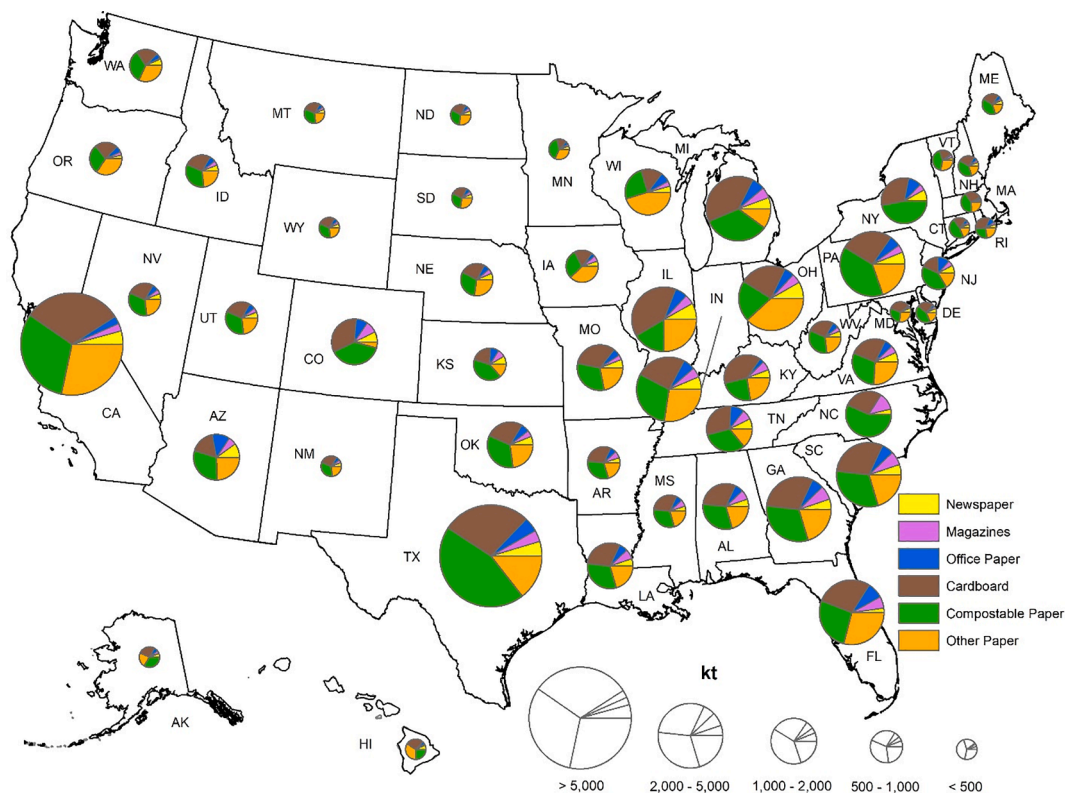 WA
MT
ND
ME
VT
OR
ID
MN
WI
MI
NH
MA
SD
WY
NY
CT
RI
NV
NE
IA
PA
NJ
UT
IL
IN
OH
WV
MD
DE
CO
KS
MO
CA
KY
VA
AZ
NM
OK
AR
TN
NC
SC
MS
GA
AL
TX
LA
FL
AK
HI
Newspaper
Magazines
Office Paper
Cardboard
Compostable Paper
Other Paper
kt
> 5,000
2,000 - 5,000
1,000 - 2,000
500 - 1,000
< 500